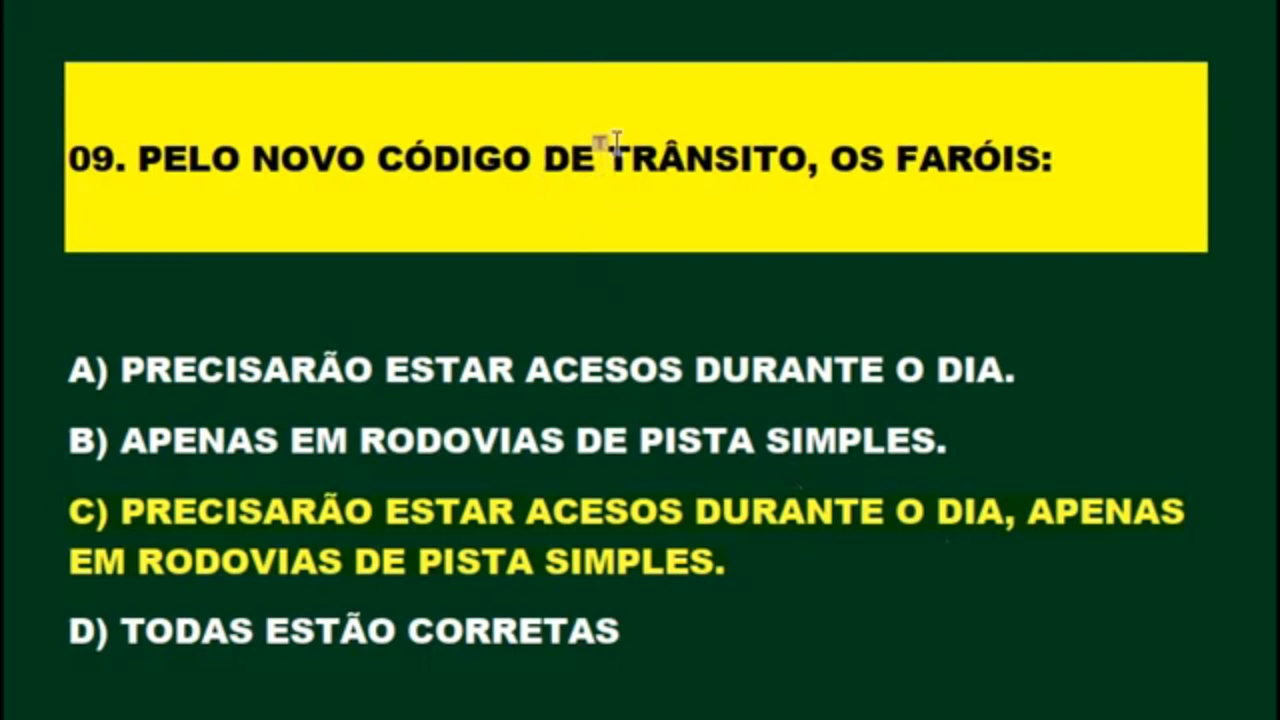 09. PELO NOVO CÓDIGO DE TRÂNSITO, OS FARÓIS:
A) PRECISARÃO ESTAR ACESOS DURANTE O DIA.
B) APENAS EM RODOVIAS DE PISTA SIMPLES.
C) PRECISARÃO ESTAR ACESOS DURANTE O DIA, APENAS
EM RODOVIAS DE PISTA SIMPLES.
D) TODAS ESTÃO CORRETAS